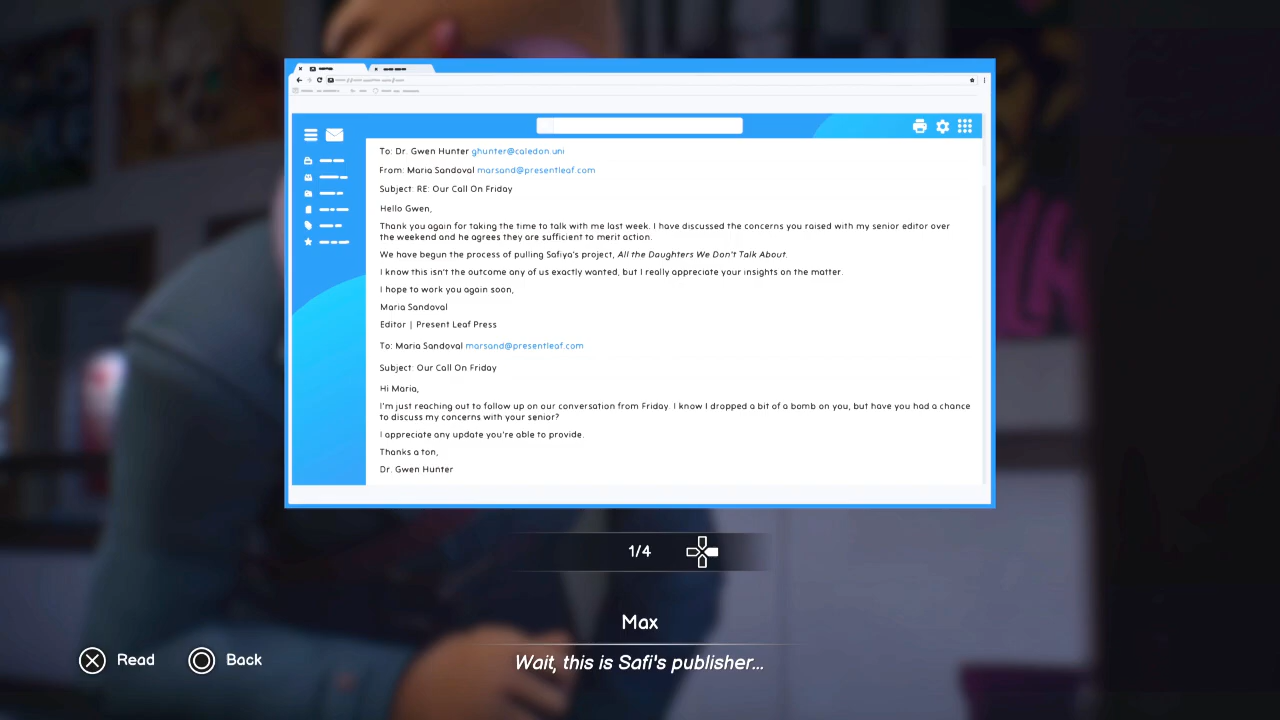 To: Dr. Gwen Hunter ghunter@caledon.uni
From: Maria Sandoval marsand@presentleaf.com
Subject: RE: Our Call On Friday
Hello Gwen,
Thank you again for taking the time to talk with me last week. I have discussed the concerns you raised with my senior editor over
the weekend and he agrees they are sufficient to merit action.
We have begun the process of pulling Safiya's project, All the Daughters We Don't Talk About.
I know this isn't the outcome any of us exactly wanted, but I really appreciate your insights on the matter.
I hope to work you again soon,
Maria Sandoval
Editor | Present Leaf Press
To: Maria Sandoval marsand@presentleaf.com
Subject: Our Call On Friday
Hi Maria,
I'm just reaching out to follow up on our conversation from Friday. I know I dropped a bit of a bomb on you, but have you had a chance
to discuss my concerns with your senior?
I appreciate any update you're able to provide.
Thanks a ton,
Dr. Gwen Hunter
1/4
Max
Read
Back
Wait, this is Safi's publisher...